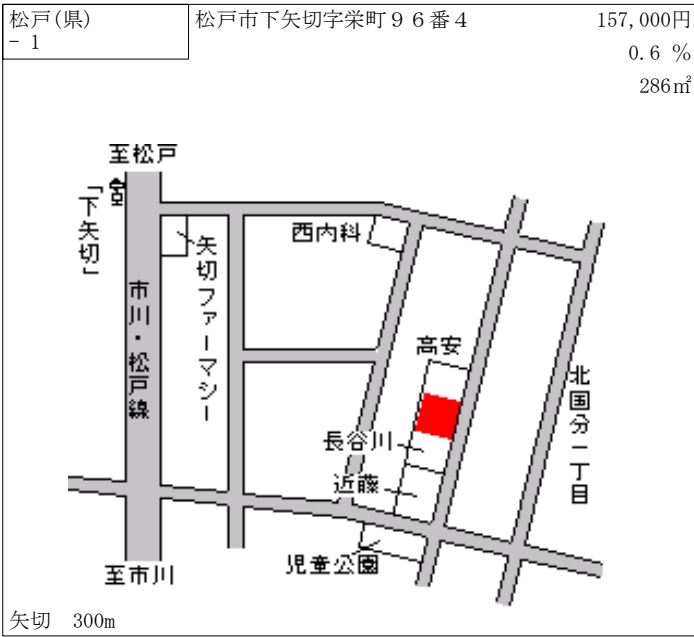 松戸(県)
- 1
松戸市下矢切字栄町９６番４
157,000円
0.6 %
286㎡
至松戸
「下矢切」
矢切ファーマシー
西内科
市川・松戸線
高安
北国分一丁目
長谷川
近藤
児童公園
至市川
矢切 300m